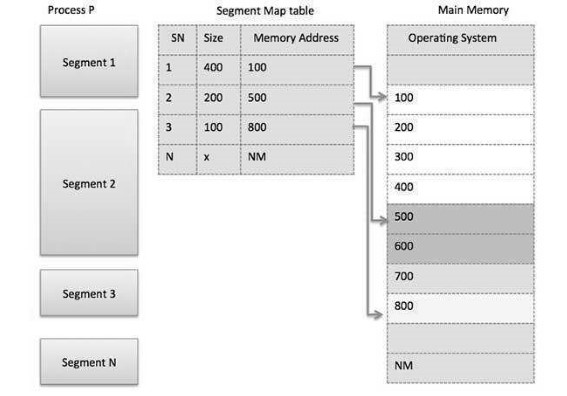 Process P
Segment 1
Segment 2
Segment 3
Segment N
Segment Map table
SN Size Memory Address
1 400 100
2 200 500
3 100 800
N x NM
Main Memory
Operating System
100
200
300
400
500
600
700
800
NM